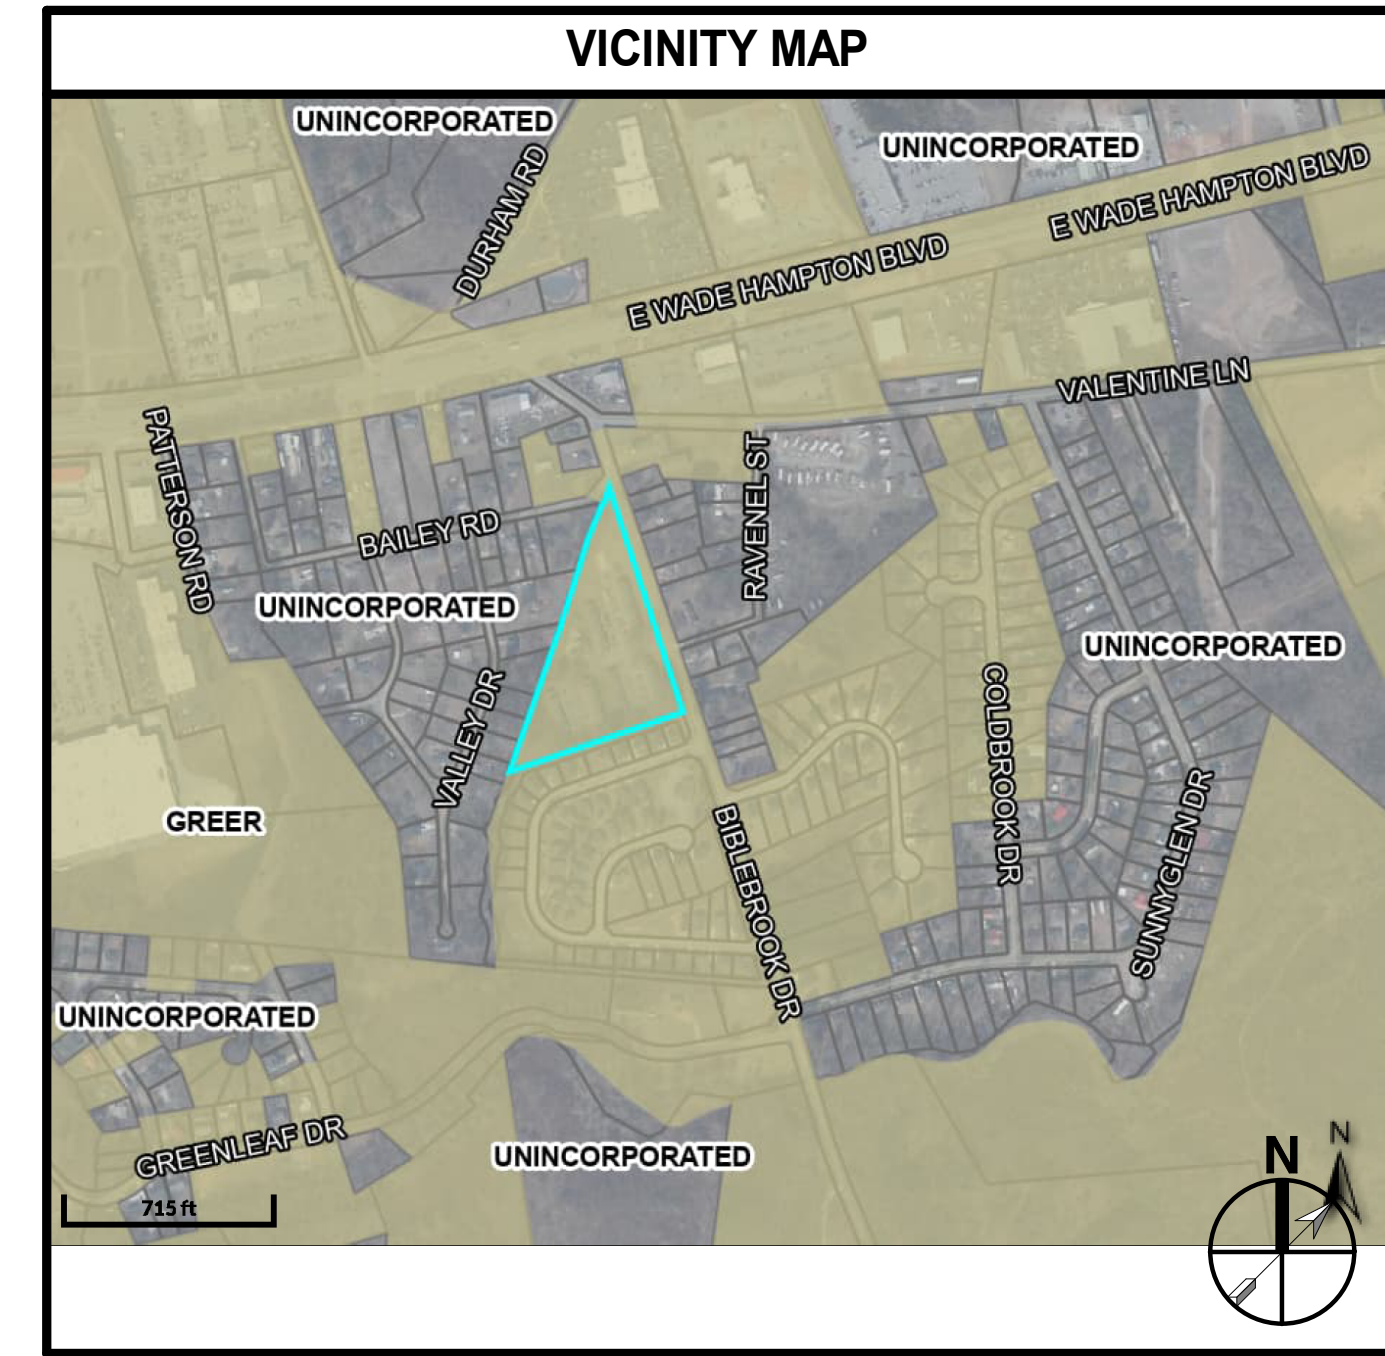 VICINITY MAP
UNINCORPORATED
UNINCORPORATED
DURHAM RD
E WADE HAMPTON BLVD
E WADE HAMPTON BLVD
VALENTINE LN
PATTERSON RD
RAVENEL ST
BAILEY RD
UNINCORPORATED
UNINCORPORATED
VALLEY DR
COLDBROOK DR
GREER
BIBLEBROOK DR
SUNNYGLEN DR
UNINCORPORATED
GREENLEAF DR
UNINCORPORATED
715 ft
N
N